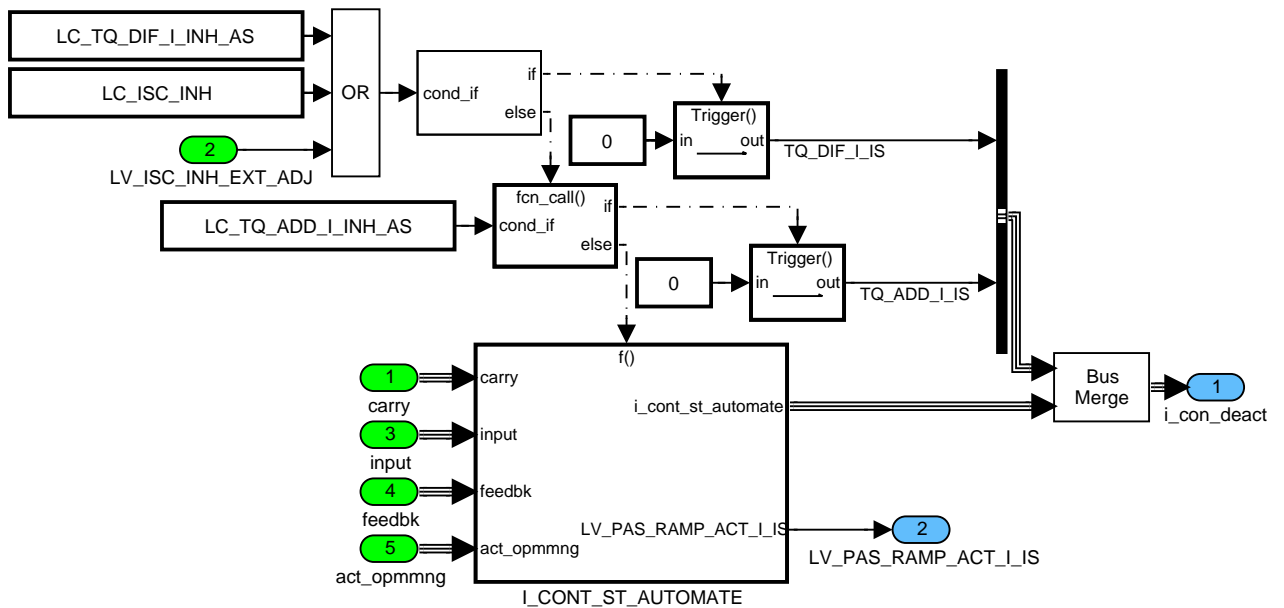 LC_TQ_DIF_I_INH_AS
LC_ISC_INH
OR
2
LV_ISC_INH_EXT_ADJ
cond_if
if
else
0
Trigger()
in
out
TQ_DIF_I_IS
LC_TQ_ADD_I_INH_AS
fcn_call()
cond_if
if
else
0
Trigger()
in
out
TQ_ADD_I_IS
f()
1
carry
carry
3
input
input
4
feedbk
feedbk
5
act_opmmng
act_opmmng
i_cont_st_automate
LV_PAS_RAMP_ACT_I_IS
I_CONT_ST_AUTOMATE
Bus
Merge
1
i_con_deact
2
LV_PAS_RAMP_ACT_I_IS